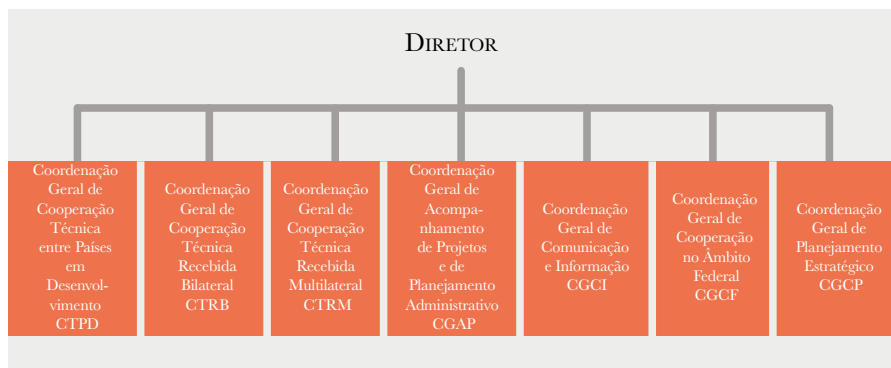 DIRETOR
Coordenação
Geral de
Cooperação
Técnica
entre Países
em
Desenvol-
vimento
CTPD
Coordenação
Geral de
Cooperação
Técnica
Recebida
Bilateral
CTRB
Coordenação
Geral de
Cooperação
Técnica
Recebida
Multilateral
CTRM
Coordenação
Geral de
Acompa-
nhamento
de Projetos
e de
Planejamento
Administrativo
CGAP
Coordenação
Geral de
Comunicação
e Informação
CGCI
Coordenação
Geral de
Cooperação
no Âmbito
Federal
CGCF
Coordenação
Geral de
Planejamento
Estratégico
CGCP